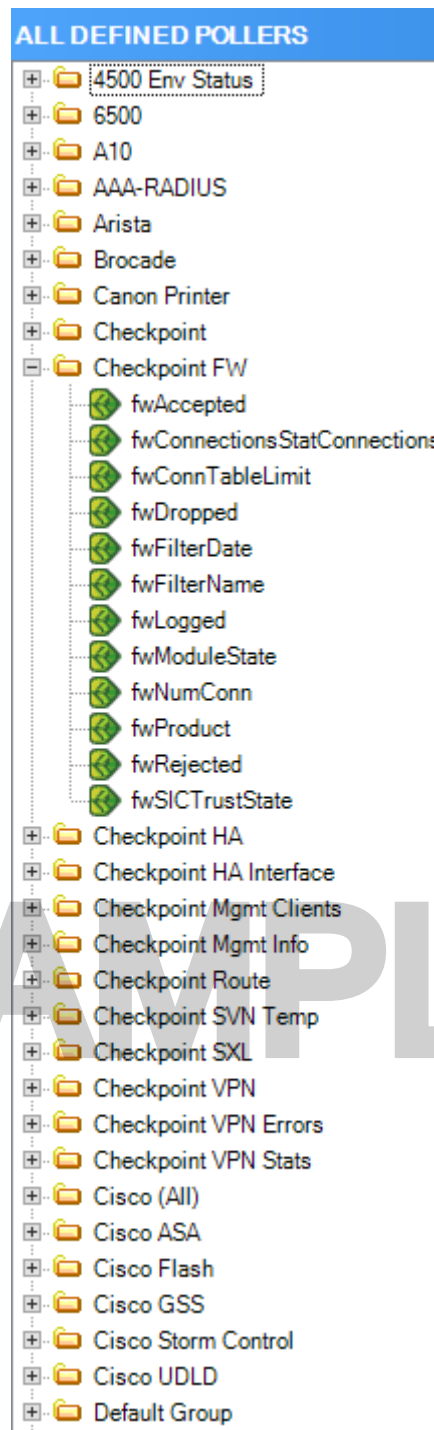 ALL DEFINED POLLERS
4500 Env Status
6500
A10
AAA-RADIUS
Arista
Brocade
Canon Printer
Checkpoint
Checkpoint FW
fwAccepted
fwConnectionsStatConnections
fwConnTableLimit
fwDropped
fwFilterDate
fwFilterName
fwLogged
fwModuleState
fwNumConn
fwProduct
fwRejected
fwSICTrustState
Checkpoint HA
Checkpoint HA Interface
Checkpoint Mgmt Clients
Checkpoint Mgmt Info
Checkpoint Route
Checkpoint SVN Temp
Checkpoint SXL
Checkpoint VPN
Checkpoint VPN Errors
Checkpoint VPN Stats
Cisco (All)
Cisco ASA
Cisco Flash
Cisco GSS
Cisco Storm Control
Cisco UDLD
Default Group
AMPL